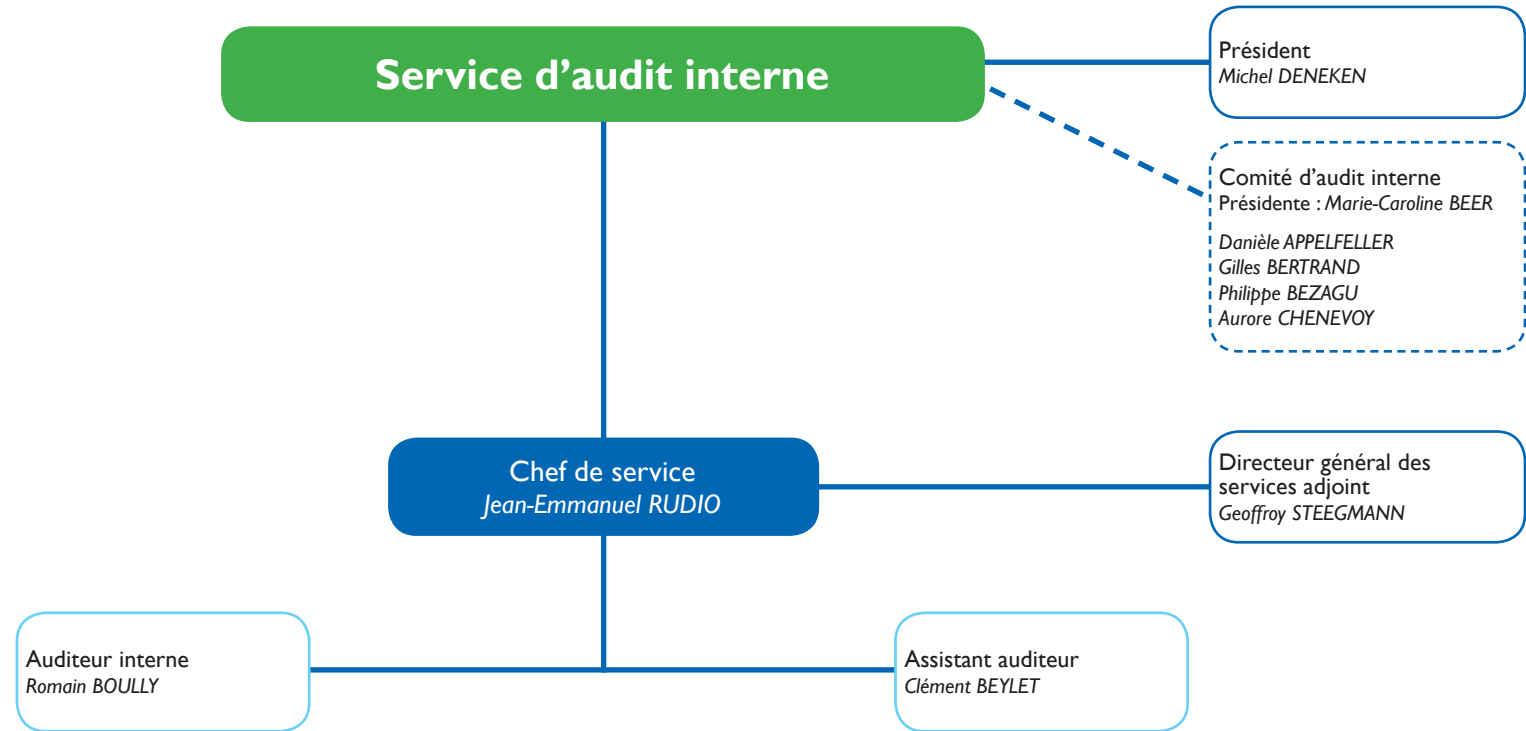 Service d’audit interne
Président
Michel DENEKEN
Comité d’audit interne
Présidente : Marie-Caroline BEER
Danièle APPELFELLER
Gilles BERTRAND
Philippe BEZAGU
Aurore CHENEVOY
Chef de service
Jean-Emmanuel RUDIO
Directeur général des
services adjoint
Geoffroy STEEGMANN
Auditeur interne
Romain BOULLY
Assistant auditeur
Clément BEYLET